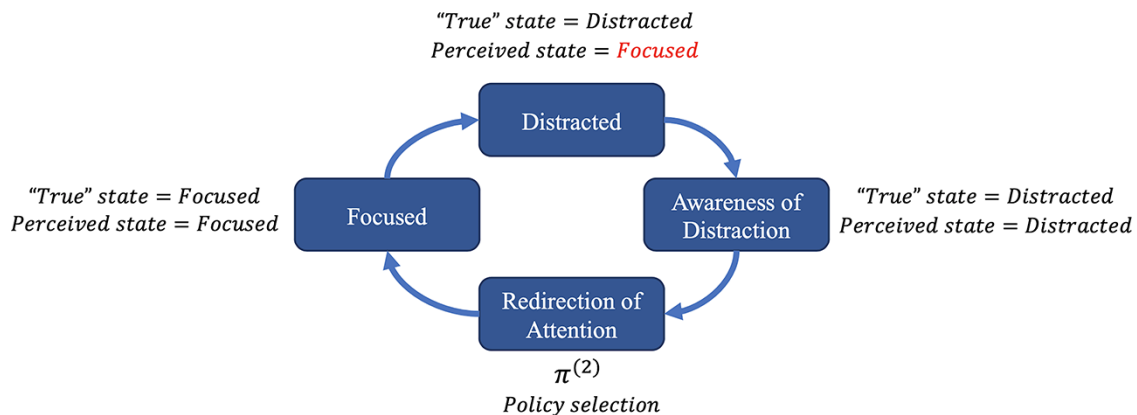 “True” state = Distracted
Perceived state = Focused
Distracted
“True” state = Focused
Perceived state = Focused
Focused
Awareness of
Distraction
“True” state = Distracted
Perceived state = Distracted
Redirection of
Attention
π⁽²⁾
Policy selection